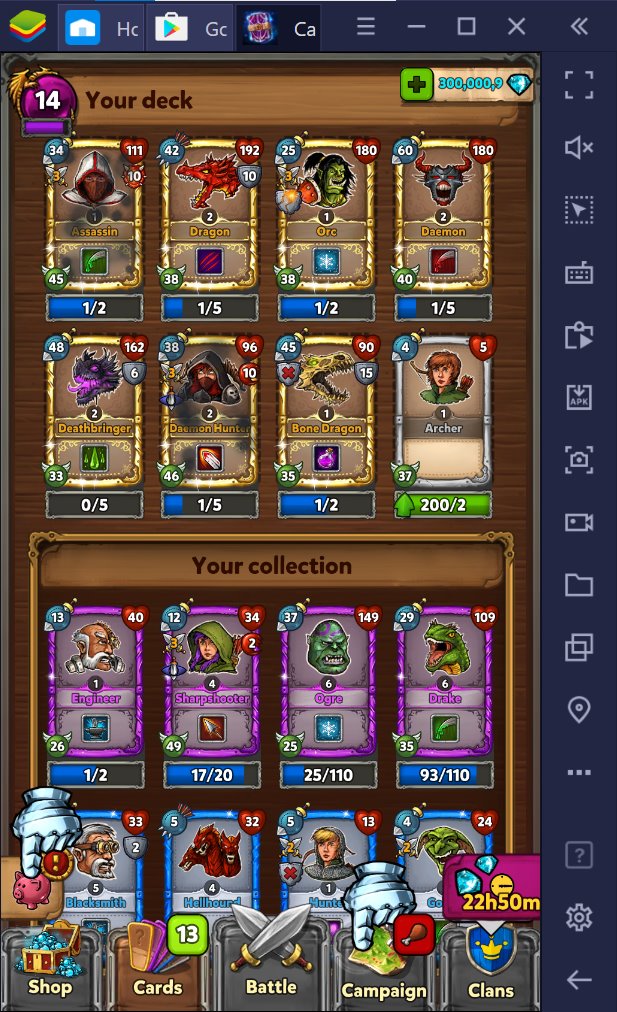 Hc Gc Ca
14 Your deck 300,000,9
34 111 42 192 25 180 60 180
3 10 10 3
1 2 1 2
Assassin Dragon Orc Daemon
45 38 38 40
1/2 1/5 1/2 1/5
48 162 38 96 45 90 4 5
6 3 10 15
2 2 1 1
Deathbringer Daemon Hunter Bone Dragon Archer
33 46 35 37
0/5 1/5 1/2 200/2
Your collection
13 40 12 34 37 149 29 109
3 2
1 4 6 6
Engineer Sharpshooter Ogre Drake
26 49 25 35
1/2 17/20 25/110 93/110
33 5 32 5 13 4 24
2 2 2
5 4 1
Blacksmith Hellhound Hunt Go
22h50m
13
Shop Cards Battle Campaign Clans
APK